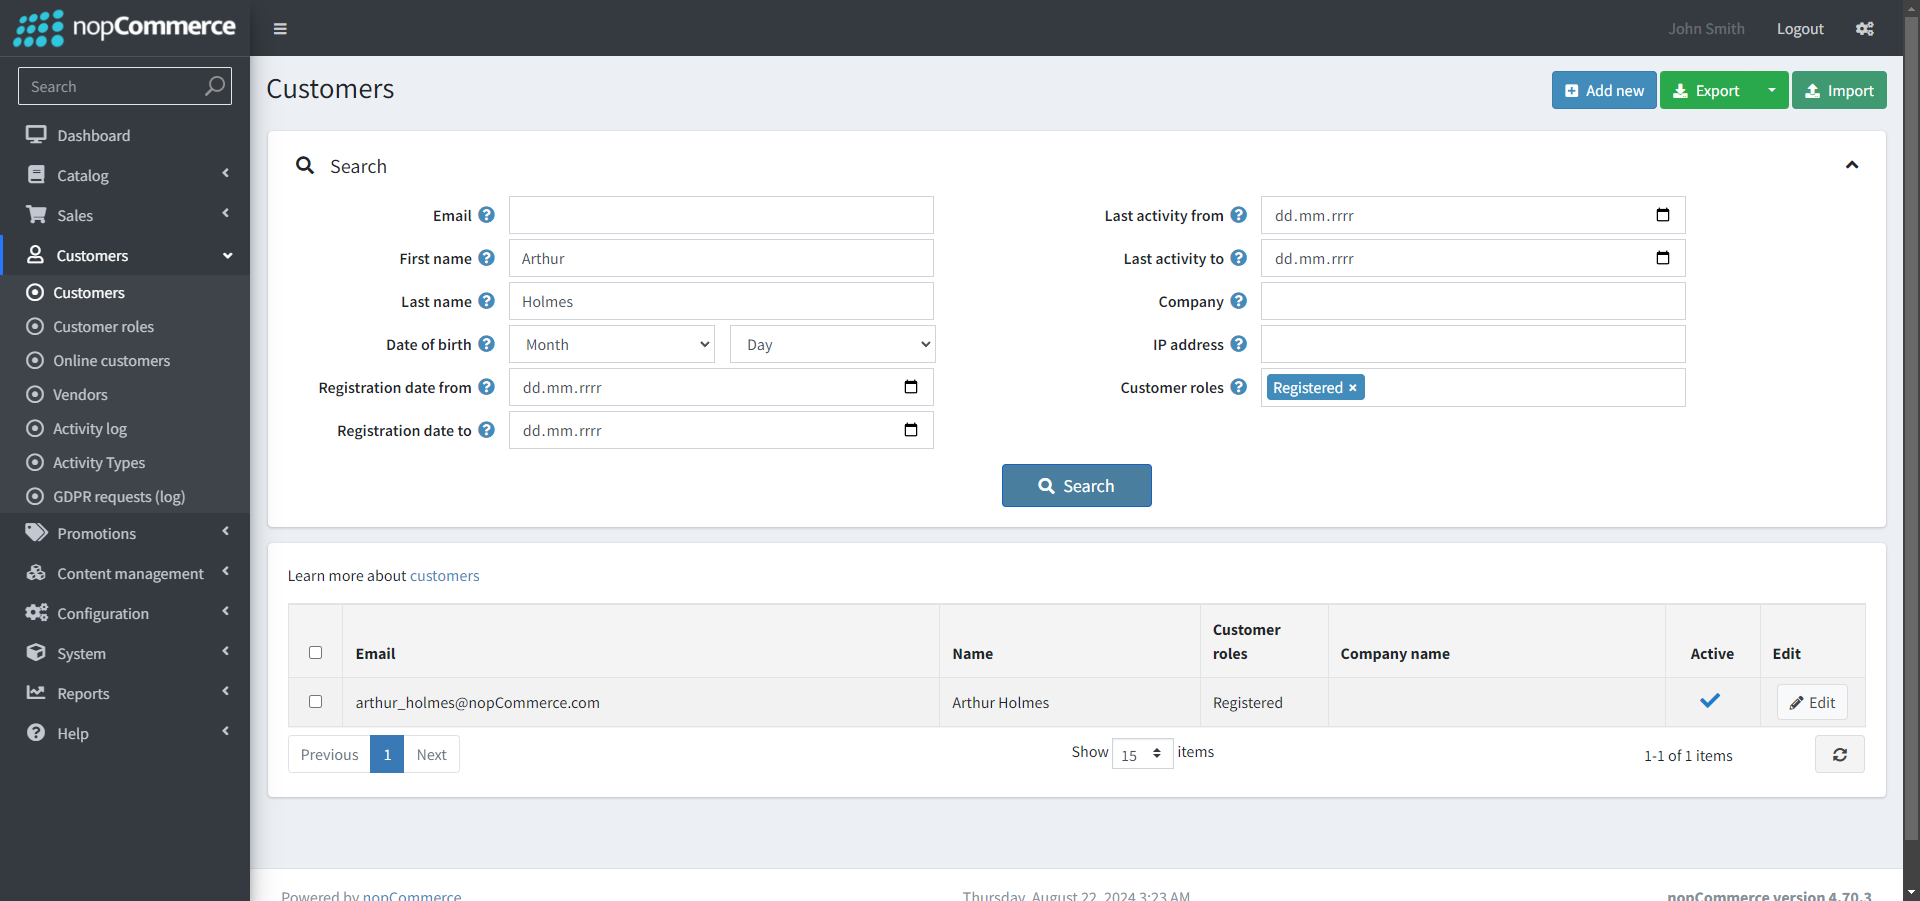 nopCommerce
John Smith
Logout
Search
Dashboard
Catalog
Sales
Customers
Customers
Customer roles
Online customers
Vendors
Activity log
Activity Types
GDPR requests (log)
Promotions
Content management
Configuration
System
Reports
Help
Customers
Add new
Export
Import
Search
Email
First name
Arthur
Last name
Holmes
Date of birth
Month
Day
Registration date from
dd.mm.rrrr
Registration date to
dd.mm.rrrr
Last activity from
dd.mm.rrrr
Last activity to
dd.mm.rrrr
Company
IP address
Customer roles
Registered ×
Search
Learn more about customers
Email
Name
Customer roles
Company name
Active
Edit
arthur_holmes@nopCommerce.com
Arthur Holmes
Registered
Edit
Previous
1
Next
Show 15 items
1-1 of 1 items
Powered by nopCommerce
Thursday, August 22, 2024 3:23 AM
nopCommerce version 4.70.3